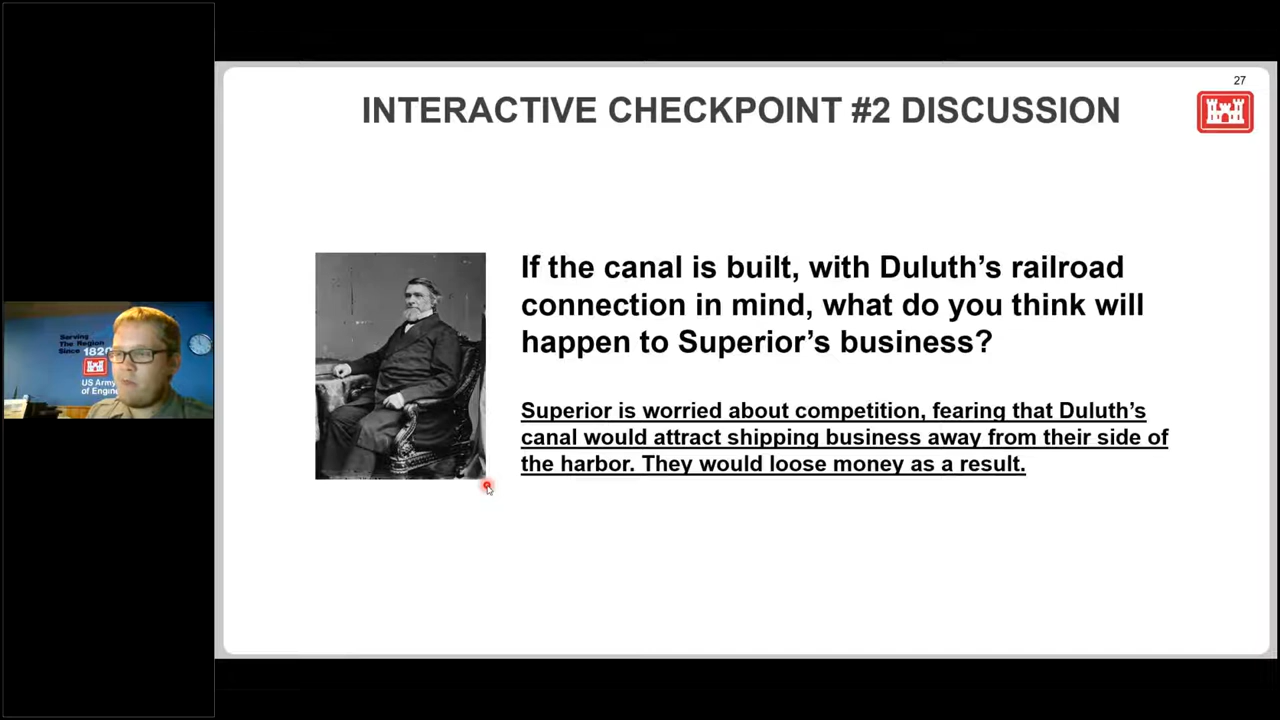 27
INTERACTIVE CHECKPOINT #2 DISCUSSION
If the canal is built, with Duluth’s railroad
connection in mind, what do you think will
happen to Superior’s business?
Superior is worried about competition, fearing that Duluth’s
canal would attract shipping business away from their side of
the harbor. They would loose money as a result.
Serving
The Region
Since 1820
US Army
of Engin